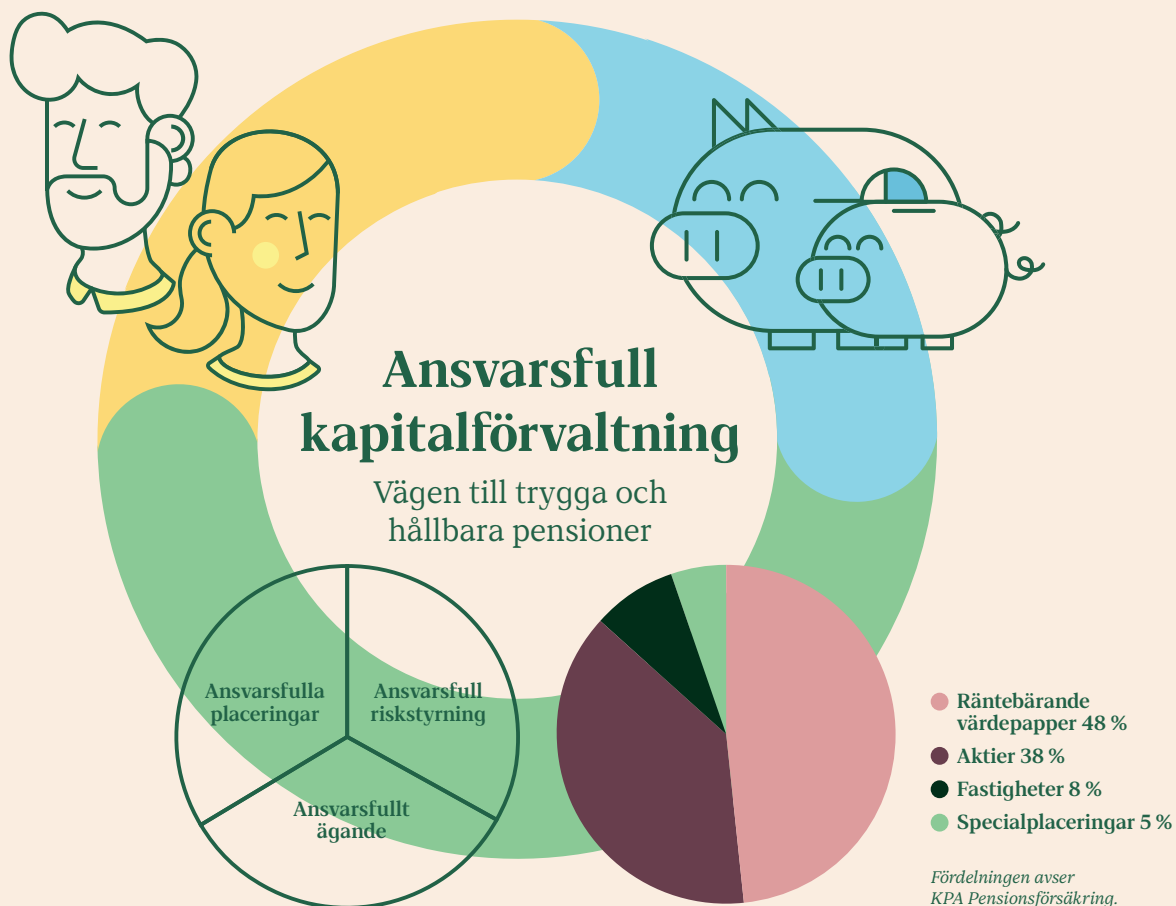 Ansvarsfull
kapitalförvaltning
Vägen till trygga och
hållbara pensioner
Ansvarsfulla
placeringar
Ansvarsfull
riskstyrning
Ansvarsfullt
ägande
Räntebärande
värdepapper 48 %
Aktier 38 %
Fastigheter 8 %
Specialplaceringar 5 %
Fördelningen avser
KPA Pensionsförsäkring.